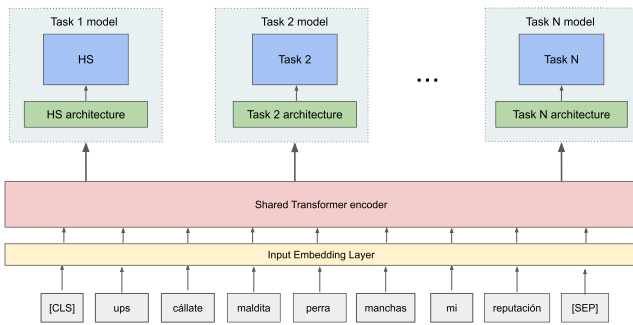 Task 1 model Task 2 model Task N model
HS Task 2 Task N
...
HS architecture Task 2 architecture Task N architecture
Shared Transformer encoder
Input Embedding Layer
[CLS] ups cállate maldita perra manchas mi reputación [SEP]